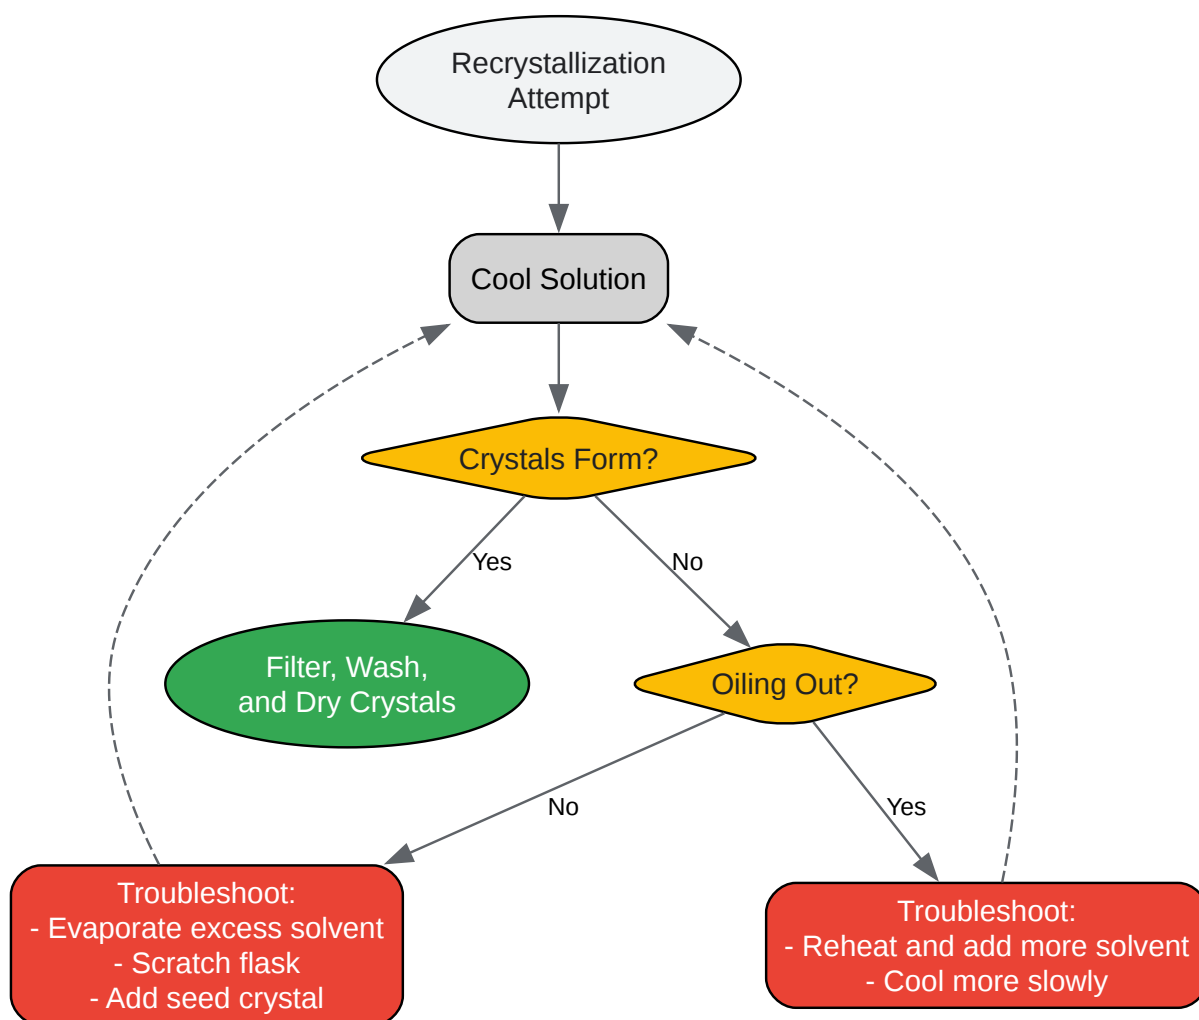 Recrystallization
Attempt
Cool Solution
Crystals Form?
Yes
No
Filter, Wash,
and Dry Crystals
Oiling Out?
No
Yes
Troubleshoot:
- Evaporate excess solvent
- Scratch flask
- Add seed crystal
Troubleshoot:
- Reheat and add more solvent
- Cool more slowly